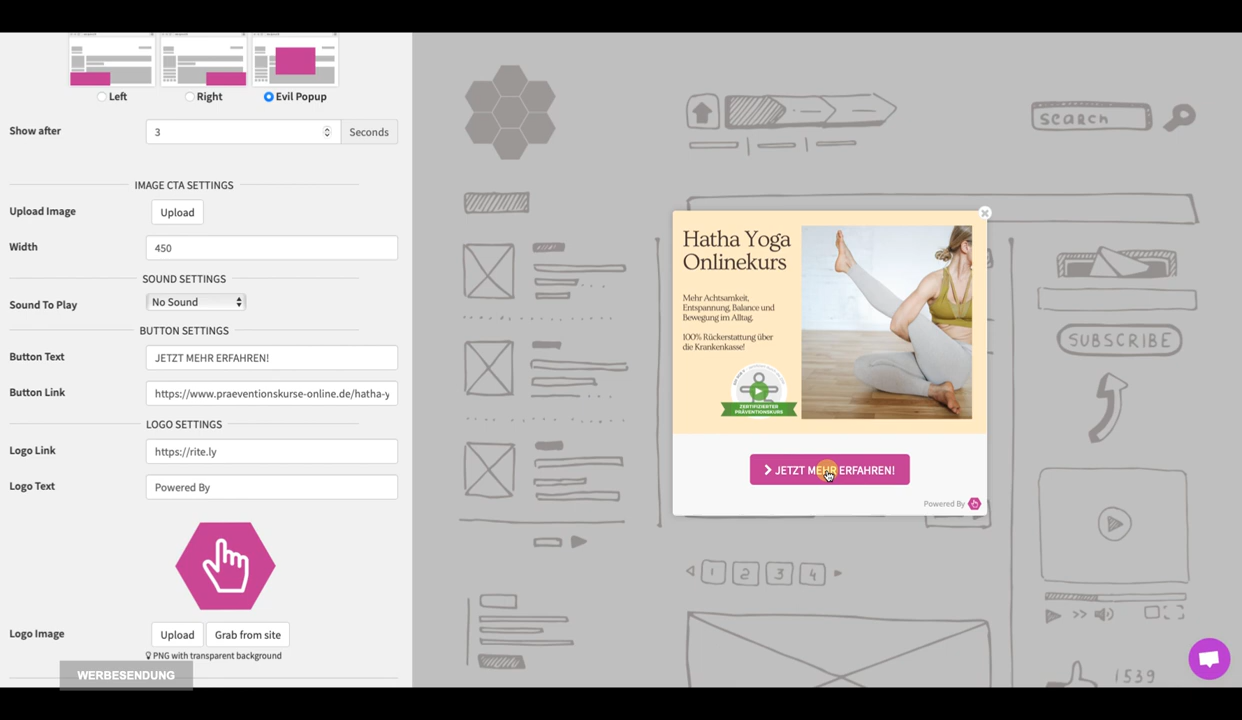 Left
Right
Evil Popup
Show after
3
Seconds
IMAGE CTA SETTINGS
Upload Image
Upload
Width
450
SOUND SETTINGS
Sound To Play
No Sound
BUTTON SETTINGS
Button Text
JETZT MEHR ERFAHREN!
Button Link
https://www.praeventionskurse-online.de/hatha-y
LOGO SETTINGS
Logo Link
https://rite.ly
Logo Text
Powered By
Logo Image
Upload
Grab from site
PNG with transparent background
WERBESENDUNG
search
Hatha Yoga
Onlinekurs
Mehr Achtsamkeit,
Entspannung, Balance und
Bewegung im Alltag.
100% Rückerstattung über
die Krankenkasse!
ZERTIFIZIERTER
PRÄVENTIONSKURS
JETZT MEHR ERFAHREN!
Powered By
SUBSCRIBE
1
2
3
4
1539